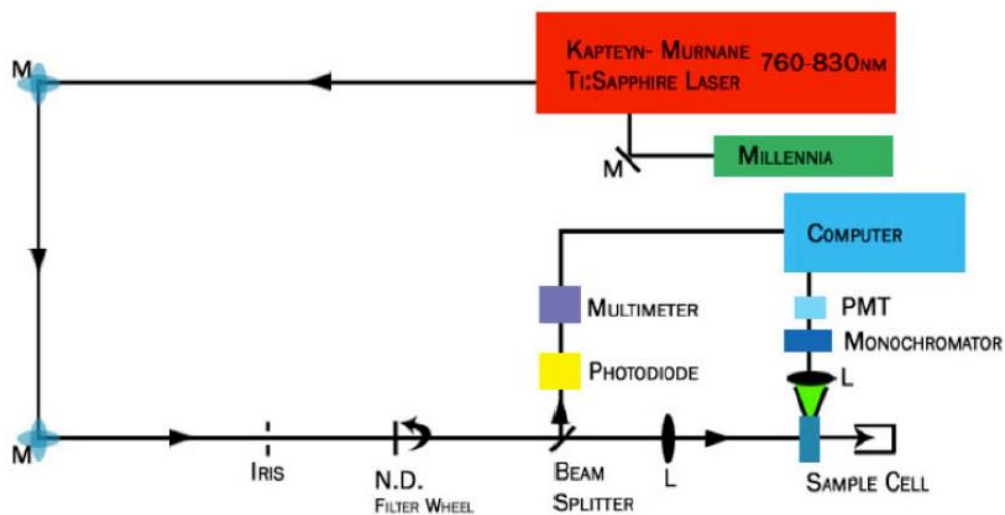 KAPTEYN- MURNANE
TI:SAPPHIRE LASER
760-830NM
M
M
MILLENNIA
COMPUTER
MULTIMETER
PMT
MONOCHROMATOR
PHOTODIODE
L
M
IRIS
N.D.
FILTER WHEEL
BEAM
SPLITTER
L
SAMPLE CELL